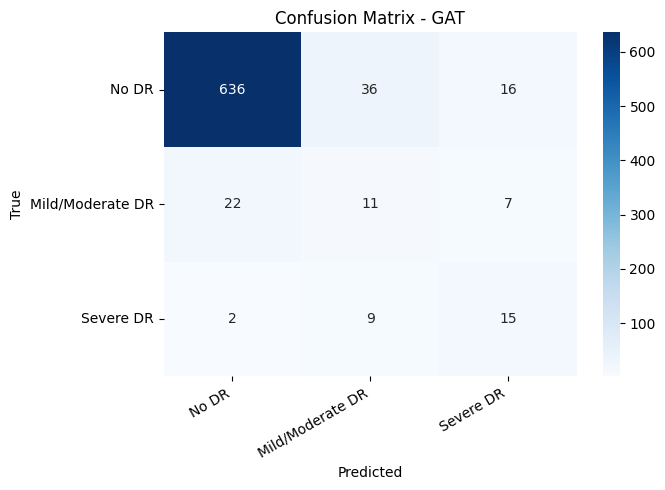 Confusion Matrix - GAT
True
No DR
636 36 16
Mild/Moderate DR
22 11 7
Severe DR
2 9 15
No DR
Mild/Moderate DR
Severe DR
Predicted
600
500
400
300
200
100